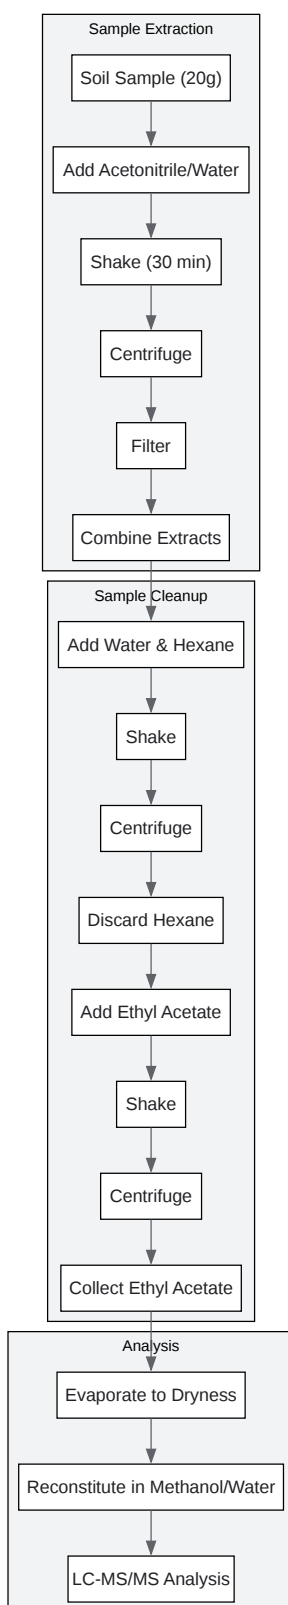 Sample Extraction
Soil Sample (20g)
Add Acetonitrile/Water
Shake (30 min)
Centrifuge
Filter
Combine Extracts
Sample Cleanup
Add Water & Hexane
Shake
Centrifuge
Discard Hexane
Add Ethyl Acetate
Shake
Centrifuge
Collect Ethyl Acetate
Analysis
Evaporate to Dryness
Reconstitute in Methanol/Water
LC-MS/MS Analysis